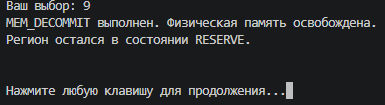 Ваш выбор: 9
MEM_DECOMMIT выполнен. Физическая память освобождена.
Регион остался в состоянии RESERVE.
Нажмите любую клавишу для продолжения...